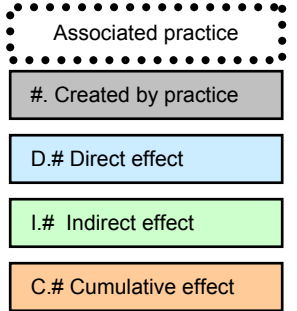 Associated practice
#. Created by practice
D.# Direct effect
I.# Indirect effect
C.# Cumulative effect